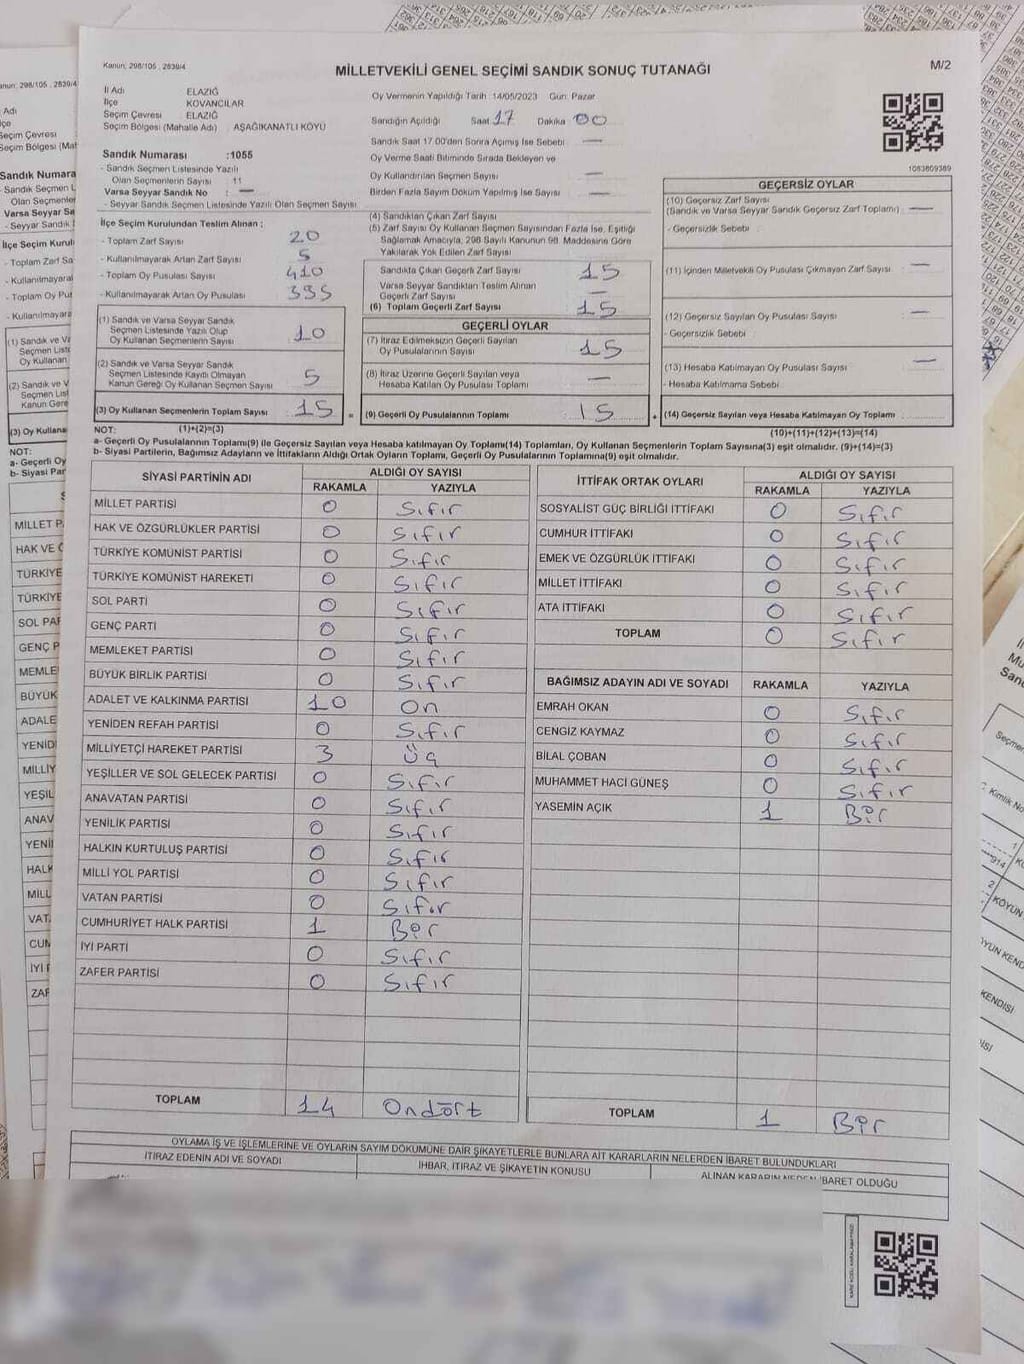 Kanun: 298/105 , 2839/4
MİLLETVEKİLİ GENEL SEÇİMİ SANDIK SONUÇ TUTANAĞI
M/2
İl Adı ELAZIĞ
İlçe KOVANCILAR
Seçim Çevresi ELAZIĞ
Seçim Bölgesi (Mahalle Adı) AŞAĞIKANATLI KÖYÜ
Sandık Numarası :1055
- Sandık Seçmen Listesinde Yazılı
Olan Seçmenlerin Sayısı : 11
Varsa Seyyar Sandık No : —
- Seyyar Sandık Seçmen Listesinde Yazılı Olan Seçmen Sayısı
Oy Vermenin Yapıldığı Tarih :14/05/2023 Gün: Pazar
Sandığın Açıldığı Saat 17 Dakika 00
Sandık Saat 17.00'den Sonra Açımış İse Sebebi —
Oy Verme Saati Bitiminde Sırada Bekleyen ve
Oy Kullandırılan Seçmen Sayısı —
Birden Fazla Sayım Döküm Yapılmış İse Sayısı —
1083809389
İlçe Seçim Kurulundan Teslim Alınan :
- Toplam Zarf Sayısı 20
- Kullanılmayarak Artan Zarf Sayısı 5
- Toplam Oy Pusulası Sayısı 410
- Kullanılmayarak Artan Oy Pusulası 395
(1) Sandık ve Varsa Seyyar Sandık
Seçmen Listesinde Yazılı Olup
Oy Kullanan Seçmenlerin Sayısı 10
(2) Sandık ve Varsa Seyyar Sandık
Seçmen Listesinde Kayıtlı Olmayan
Kanun Gereği Oy Kullanan Seçmen Sayısı 5
(3) Oy Kullanan Seçmenlerin Toplam Sayısı 15 =
(4) Sandıktan Çıkan Zarf Sayısı
(5) Zarf Sayısı Oy Kullanan Seçmen Sayısından Fazla İse, Eşitliği
Sağlamak Amacıyla, 298 Sayılı Kanunun 98. Maddesine Göre
Yakılarak Yok Edilen Zarf Sayısı
Sandıkta Çıkan Geçerli Zarf Sayısı 15
Varsa Seyyar Sandıktan Teslim Alınan
Geçerli Zarf Sayısı —
(6) Toplam Geçerli Zarf Sayısı 15
GEÇERLİ OYLAR
(7) İtiraz Edilmeksizin Geçerli Sayılan
Oy Pusulalarının Sayısı 15
(8) İtiraz Üzerine Geçerli Sayılan veya
Hesaba Katılan Oy Pusulası Toplamı —
(9) Geçerli Oy Pusulalarının Toplamı 15 +
GEÇERSİZ OYLAR
(10) Geçersiz Zarf Sayısı
(Sandık ve Varsa Seyyar Sandık Geçersiz Zarf Toplamı) —
- Geçersizlik Sebebi
(11) İçinden Milletvekili Oy Pusulası Çıkmayan Zarf Sayısı —
(12) Geçersiz Sayılan Oy Pusulası Sayısı —
- Geçersizlik Sebebi
(13) Hesaba Katılmayan Oy Pusulası Sayısı —
- Hesaba Katılmama Sebebi
(14) Geçersiz Sayılan veya Hesaba Katılmayan Oy Toplamı
NOT: (1)+(2)=(3) (10)+(11)+(12)+(13)=(14)
a- Geçerli Oy Pusulalarının Toplamı(9) ile Geçersiz Sayılan veya Hesaba katılmayan Oy Toplamı(14) Toplamları, Oy Kullanan Seçmenlerin Toplam Sayısına(3) eşit olmalıdır. (9)+(14)=(3)
b- Siyasi Partilerin, Bağımsız Adayların ve İttifakların Aldığı Ortak Oyların Toplamı, Geçerli Oy Pusulalarının Toplamına(9) eşit olmalıdır.
SİYASİ PARTİNİN ADI ALDIĞI OY SAYISI
RAKAMLA YAZIYLA
MİLLET PARTİSİ 0 Sıfır
HAK VE ÖZGÜRLÜKLER PARTİSİ 0 Sıfır
TÜRKİYE KOMÜNİST PARTİSİ 0 Sıfır
TÜRKİYE KOMÜNİST HAREKETİ 0 Sıfır
SOL PARTİ 0 Sıfır
GENÇ PARTİ 0 Sıfır
MEMLEKET PARTİSİ 0 Sıfır
BÜYÜK BİRLİK PARTİSİ 0 Sıfır
ADALET VE KALKINMA PARTİSİ 10 On
YENİDEN REFAH PARTİSİ 0 Sıfır
MİLLİYETÇİ HAREKET PARTİSİ 3 Üç
YEŞİLLER VE SOL GELECEK PARTİSİ 0 Sıfır
ANAVATAN PARTİSİ 0 Sıfır
YENİLİK PARTİSİ 0 Sıfır
HALKIN KURTULUŞ PARTİSİ 0 Sıfır
MİLLİ YOL PARTİSİ 0 Sıfır
VATAN PARTİSİ 0 Sıfır
CUMHURİYET HALK PARTİSİ 1 Bir
İYİ PARTİ 0 Sıfır
ZAFER PARTİSİ 0 Sıfır
TOPLAM 14 Ondört
İTTİFAK ORTAK OYLARI ALDIĞI OY SAYISI
RAKAMLA YAZIYLA
SOSYALİST GÜÇ BİRLİĞİ İTTİFAKI 0 Sıfır
CUMHUR İTTİFAKI 0 Sıfır
EMEK VE ÖZGÜRLÜK İTTİFAKI 0 Sıfır
MİLLET İTTİFAKI 0 Sıfır
ATA İTTİFAKI 0 Sıfır
TOPLAM 0 Sıfır
BAĞIMSIZ ADAYIN ADI VE SOYADI RAKAMLA YAZIYLA
EMRAH OKAN 0 Sıfır
CENGİZ KAYMAZ 0 Sıfır
BİLAL ÇOBAN 0 Sıfır
MUHAMMET HACİ GÜNEŞ 0 Sıfır
YASEMİN AÇIK 1 Bir
TOPLAM 1 Bir
OYLAMA İŞ VE İŞLEMLERİNE VE OYLARIN SAYIM DÖKÜMÜNE DAİR ŞİKAYETLERLE BUNLARA AİT KARARLARIN NELERDEN İBARET BULUNDUKLARI
İTİRAZ EDENİN ADI VE SOYADI İHBAR, İTİRAZ VE ŞİKAYETİN KONUSU ALINAN KARARIN NEDEN İBARET OLDUĞU